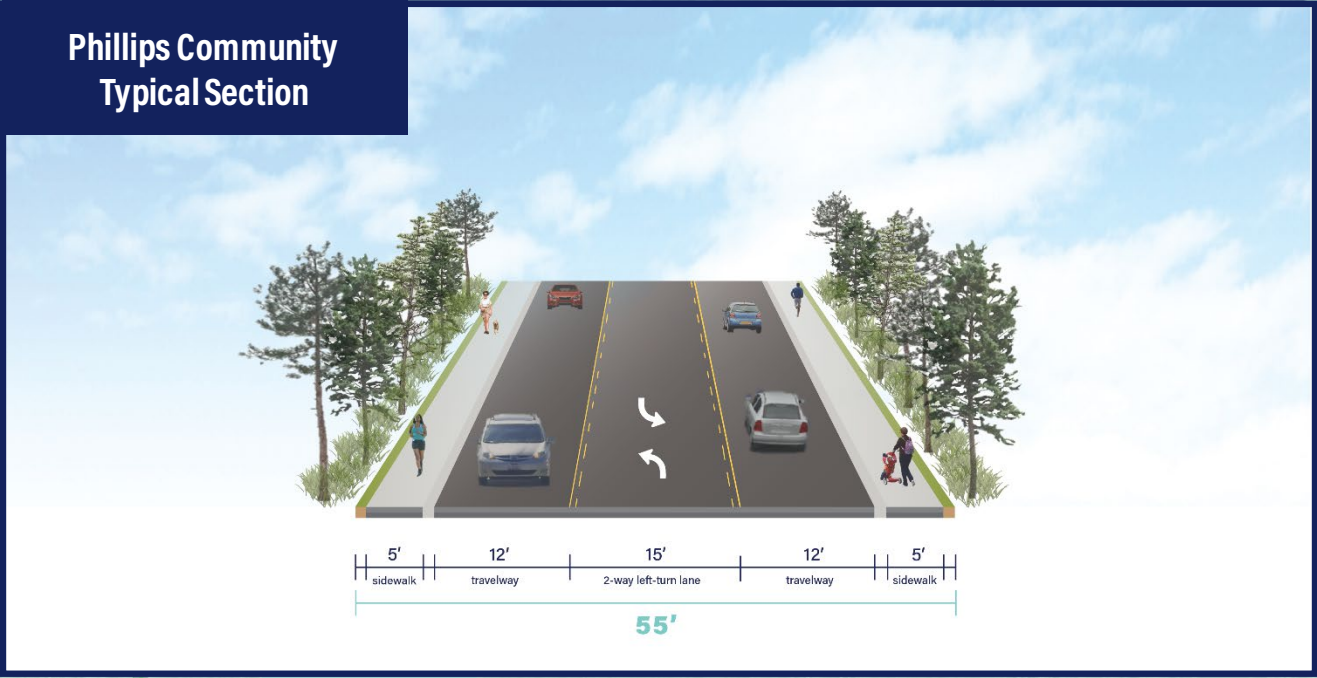 Phillips Community
Typical Section
5′ 12′ 15′ 12′ 5′
sidewalk travelway 2-way left-turn lane travelway sidewalk
55′